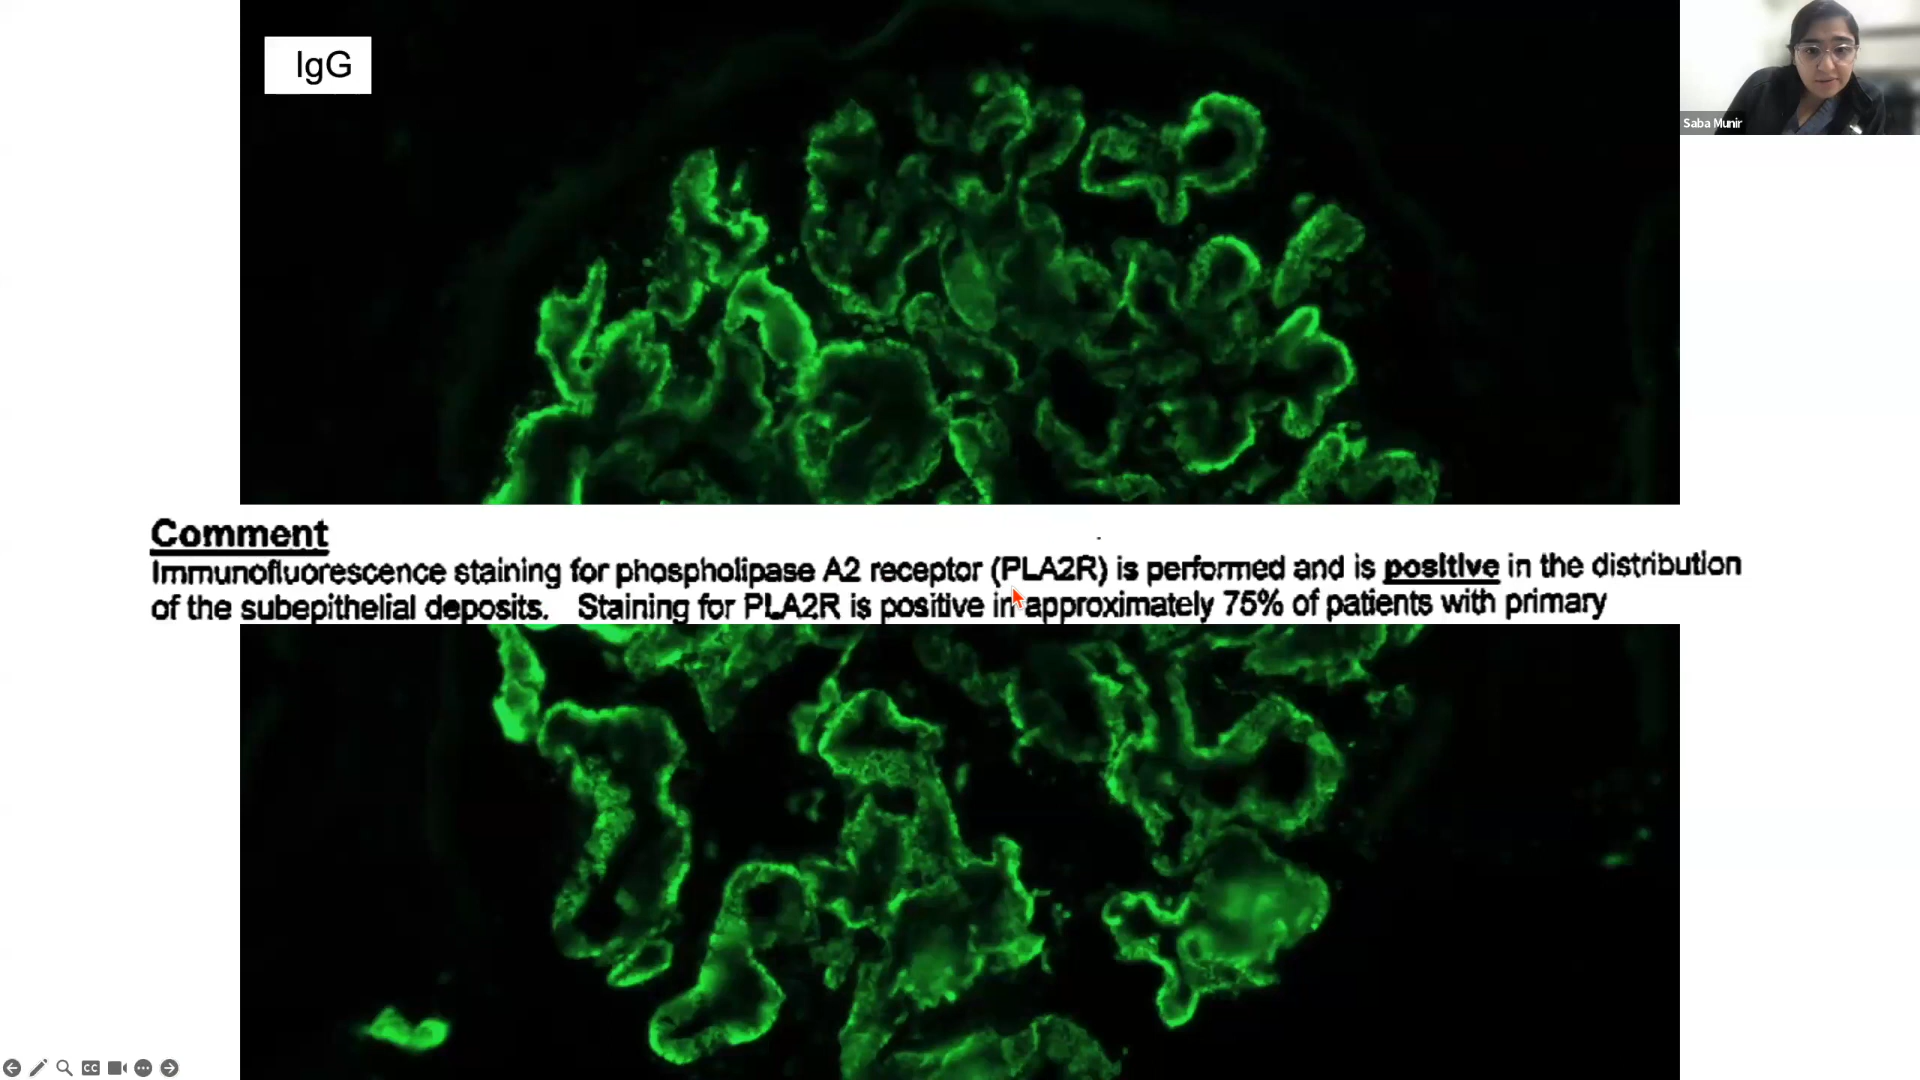 IgG
Saba Munir
Comment
Immunofluorescence staining for phospholipase A2 receptor (PLA2R) is performed and is positive in the distribution
of the subepithelial deposits. Staining for PLA2R is positive in approximately 75% of patients with primary
CC